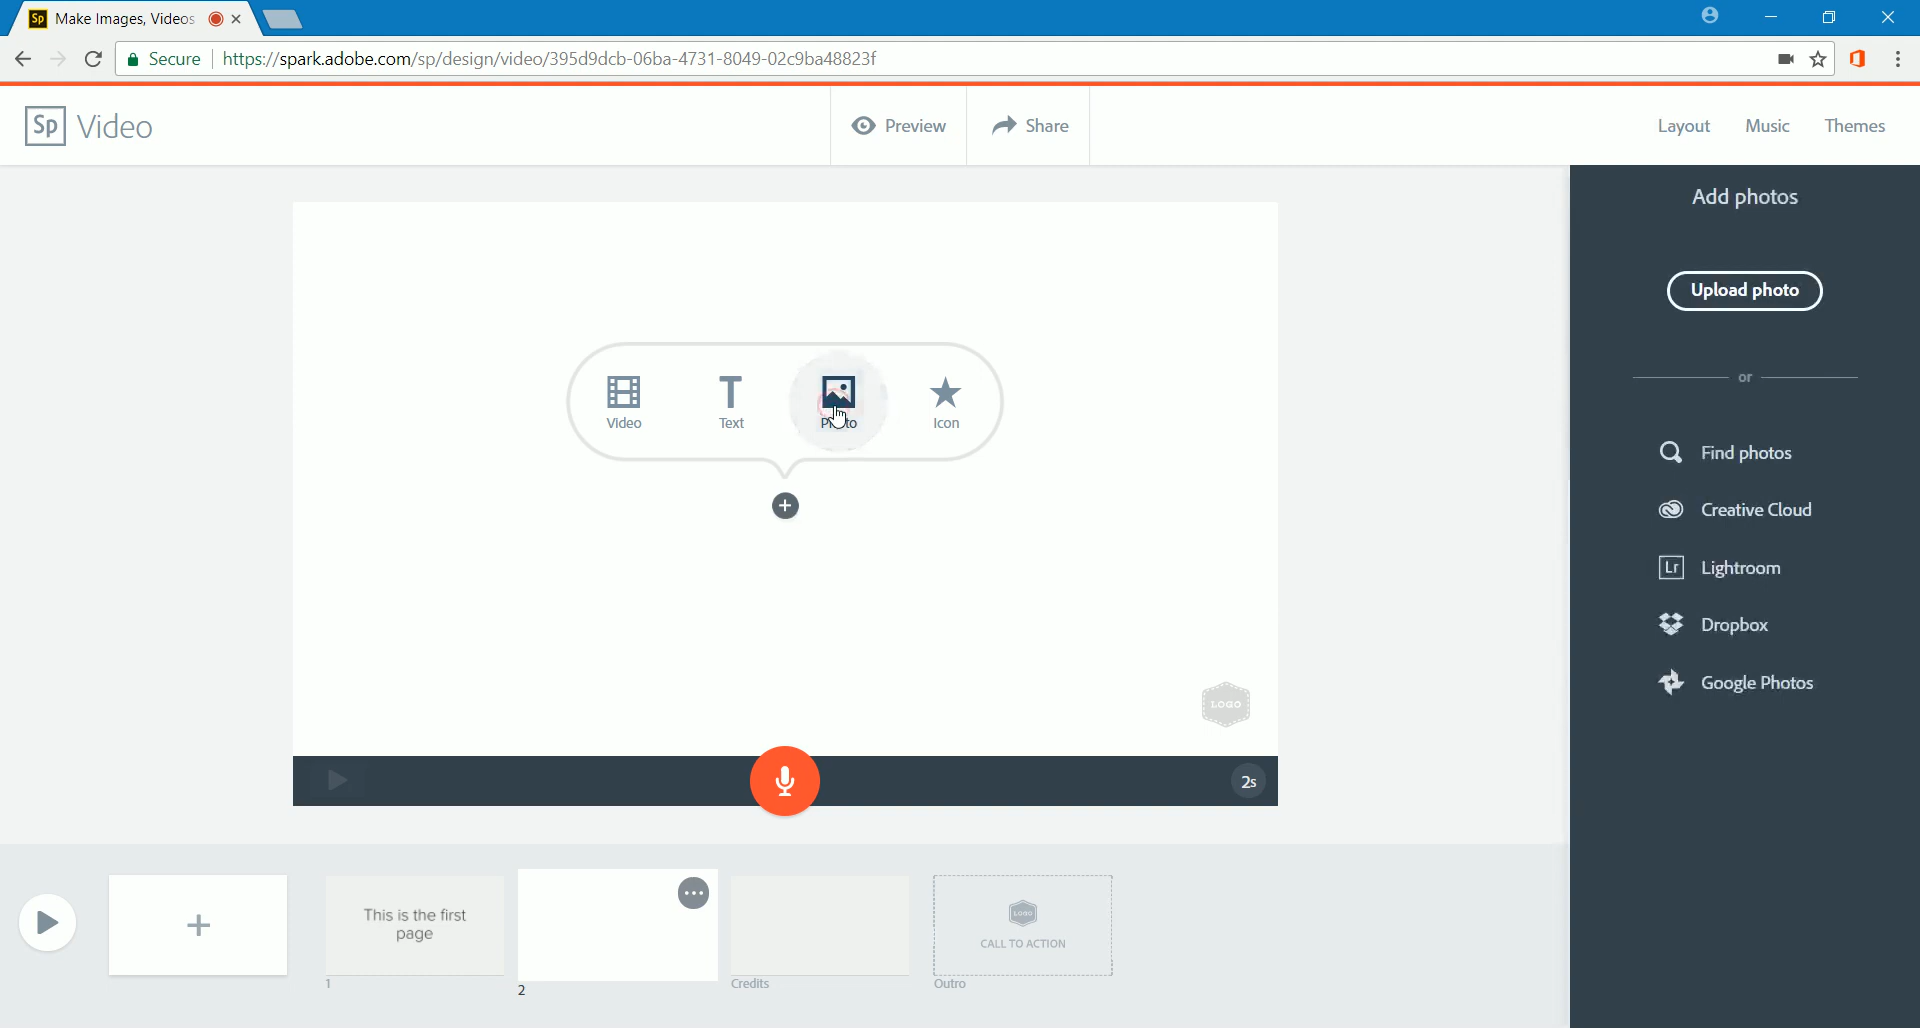 Sp Make Images, Videos
Secure https://spark.adobe.com/sp/design/video/395d9dcb-06ba-4731-8049-02c9ba48823f
Sp Video Preview Share Layout Music Themes
Add photos
Upload photo
or
Video Text Photo Icon
Find photos
Creative Cloud
Lr Lightroom
Dropbox
Google Photos
LOGO
2s
This is the first
page
LOGO
CALL TO ACTION
1 2 Credits Outro